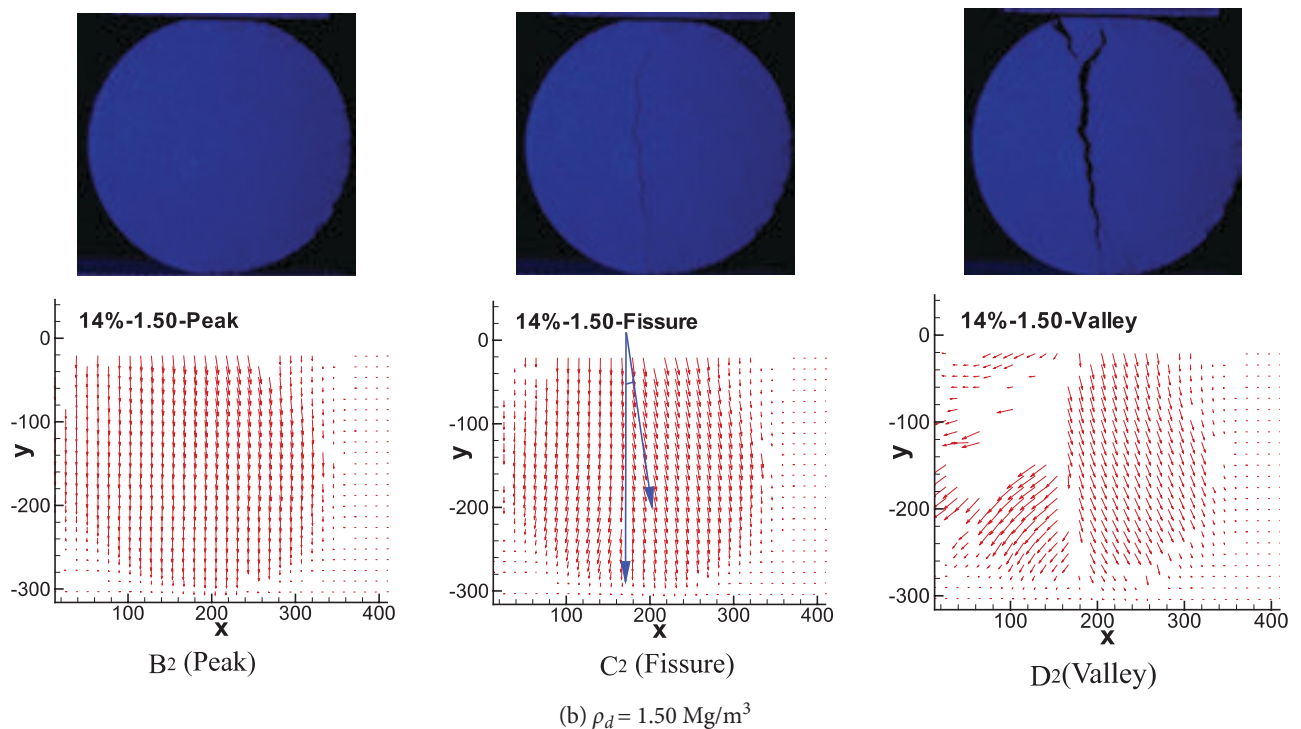 14%-1.50-Peak
0
-100
-200
-300
y
100 200 300 400
x
B2 (Peak)
14%-1.50-Fissure
0
-100
-200
-300
y
100 200 300 400
x
C2 (Fissure)
14%-1.50-Valley
0
-100
-200
-300
y
100 200 300 400
x
D2(Valley)
(b) ρd = 1.50 Mg/m³